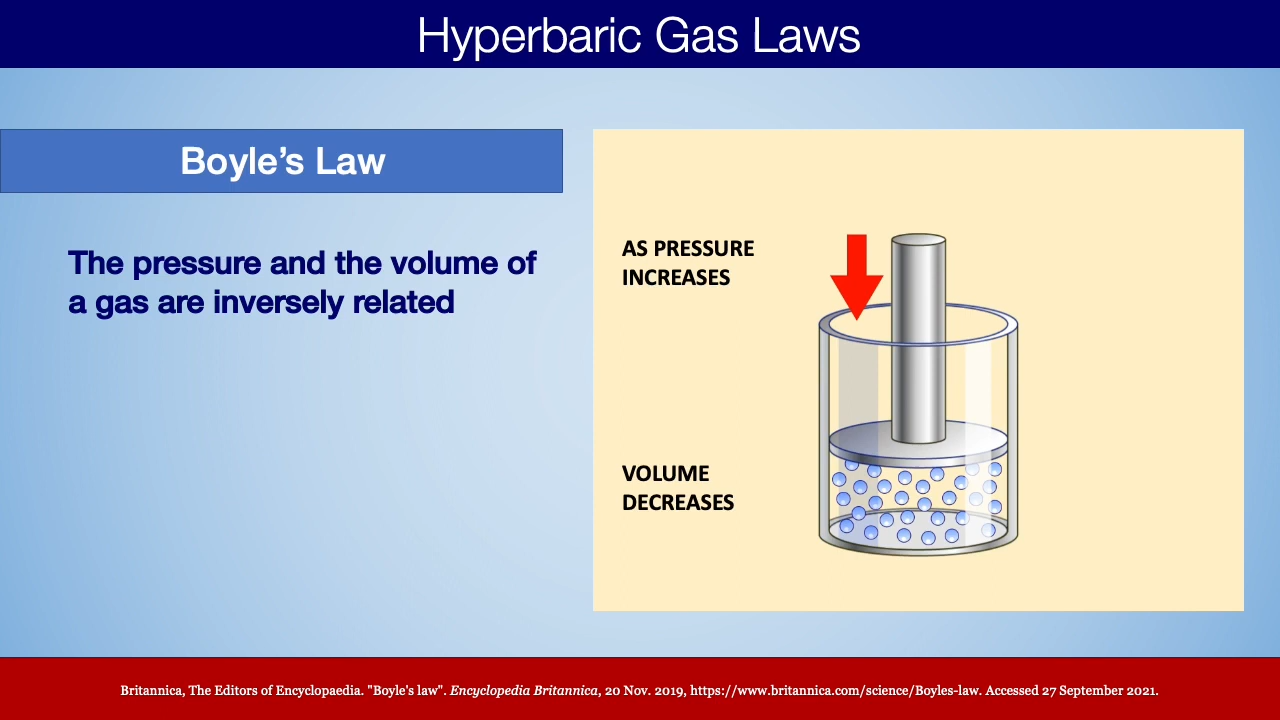 Hyperbaric Gas Laws
Boyle’s Law
The pressure and the volume of
a gas are inversely related
AS PRESSURE
INCREASES
VOLUME
DECREASES
Britannica, The Editors of Encyclopaedia. "Boyle's law". Encyclopedia Britannica, 20 Nov. 2019, https://www.britannica.com/science/Boyles-law. Accessed 27 September 2021.